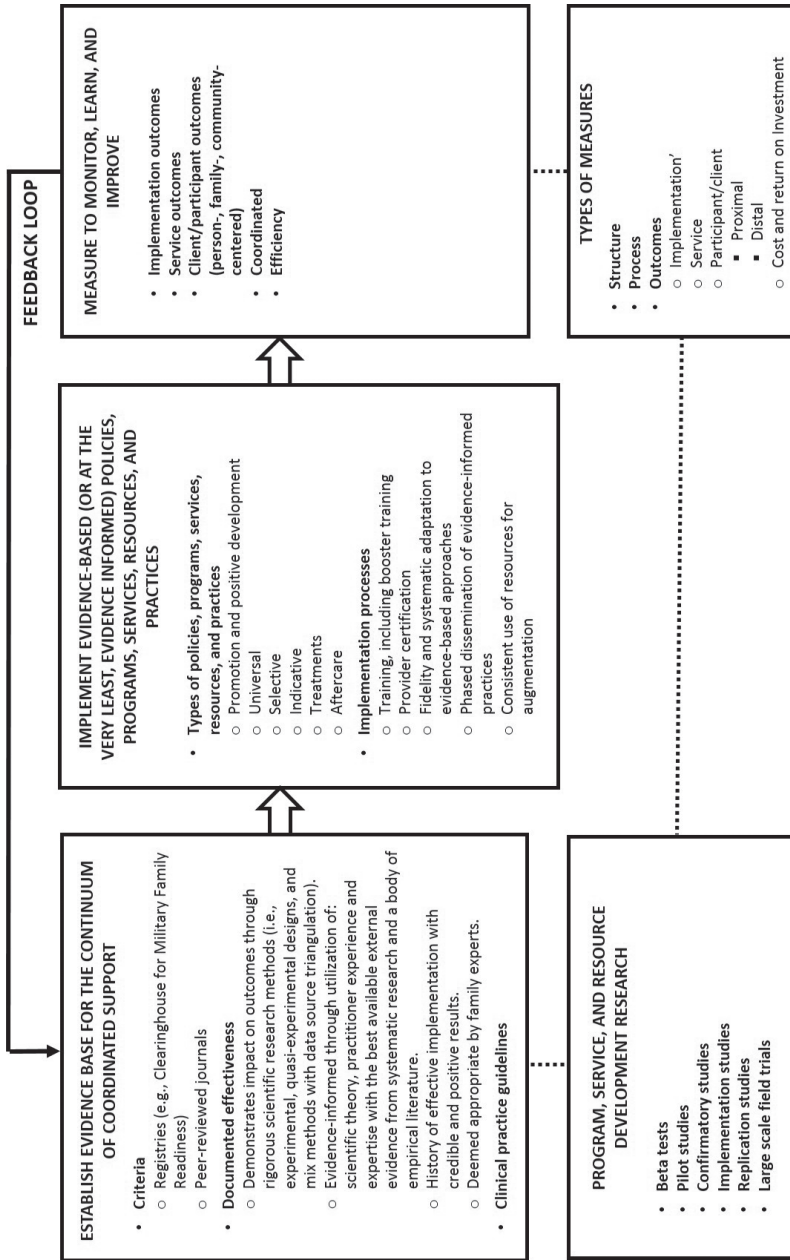 FEEDBACK LOOP
ESTABLISH EVIDENCE BASE FOR THE CONTINUUM
OF COORDINATED SUPPORT
• Criteria
○ Registries (e.g., Clearinghouse for Military Family
Readiness)
○ Peer-reviewed journals
• Documented effectiveness
○ Demonstrates impact on outcomes through
rigorous scientific research methods (i.e.,
experimental, quasi-experimental designs, and
mix methods with data source triangulation).
○ Evidence-informed through utilization of:
scientific theory, practitioner experience and
expertise with the best available external
evidence from systematic research and a body of
empirical literature.
○ History of effective implementation with
credible and positive results.
○ Deemed appropriate by family experts.
• Clinical practice guidelines
IMPLEMENT EVIDENCE-BASED (OR AT THE
VERY LEAST, EVIDENCE INFORMED) POLICIES,
PROGRAMS, SERVICES, RESOURCES, AND
PRACTICES
• Types of policies, programs, services,
resources, and practices
○ Promotion and positive development
○ Universal
○ Selective
○ Indicative
○ Treatments
○ Aftercare
• Implementation processes
○ Training, including booster training
○ Provider certification
○ Fidelity and systematic adaptation to
evidence-based approaches
○ Phased dissemination of evidence-informed
practices
○ Consistent use of resources for
augmentation
MEASURE TO MONITOR, LEARN, AND
IMPROVE
• Implementation outcomes
• Service outcomes
• Client/participant outcomes
(person-, family-, community-
centered)
• Coordinated
• Efficiency
PROGRAM, SERVICE, AND RESOURCE
DEVELOPMENT RESEARCH
• Beta tests
• Pilot studies
• Confirmatory studies
• Implementation studies
• Replication studies
• Large scale field trials
TYPES OF MEASURES
• Structure
• Process
• Outcomes
○ Implementation’
○ Service
○ Participant/client
▪ Proximal
▪ Distal
○ Cost and return on Investment